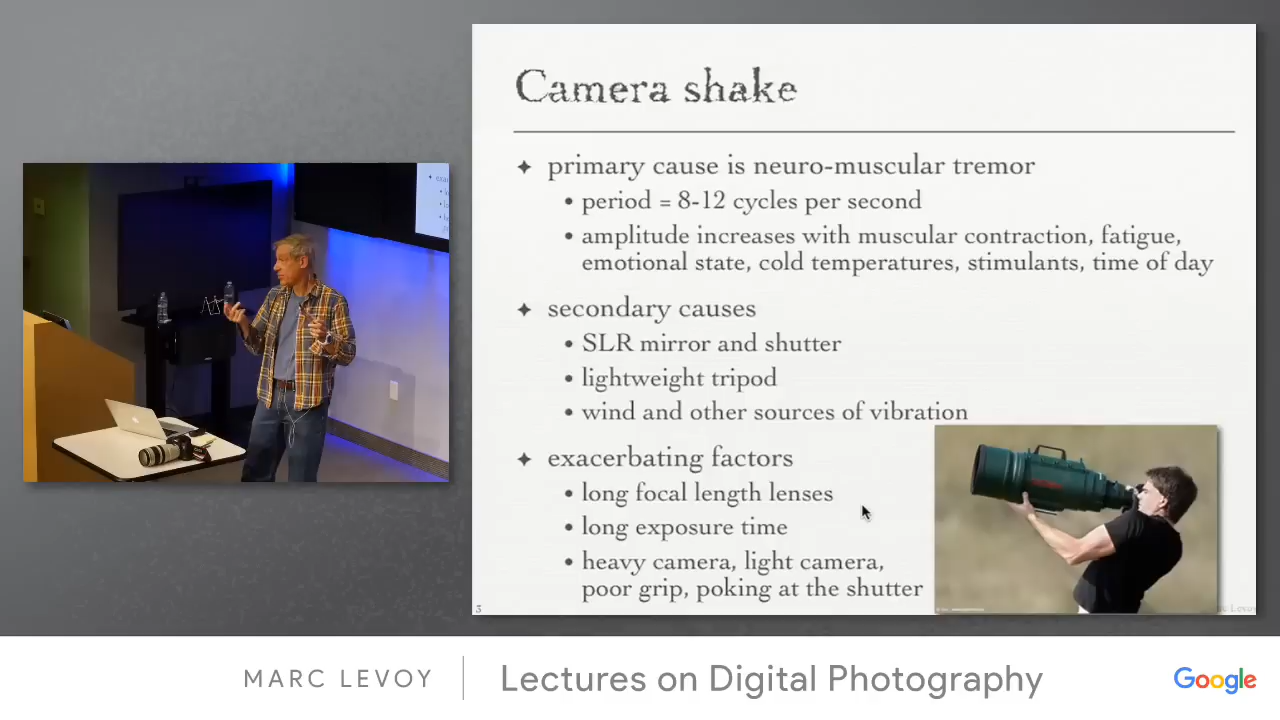 Camera shake
✦ primary cause is neuro-muscular tremor
• period = 8-12 cycles per second
• amplitude increases with muscular contraction, fatigue,
emotional state, cold temperatures, stimulants, time of day
✦ secondary causes
• SLR mirror and shutter
• lightweight tripod
• wind and other sources of vibration
✦ exacerbating factors
• long focal length lenses
• long exposure time
• heavy camera, light camera,
poor grip, poking at the shutter
MARC LEVOY
Lectures on Digital Photography
Google